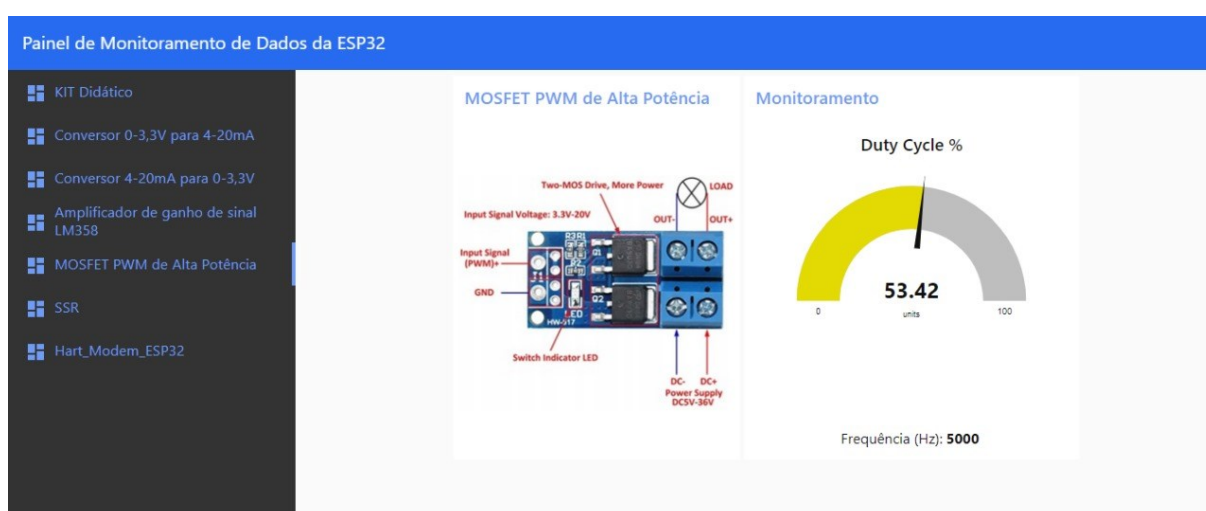 Painel de Monitoramento de Dados da ESP32
KIT Didático
Conversor 0-3,3V para 4-20mA
Conversor 4-20mA para 0-3,3V
Amplificador de ganho de sinal
LM358
MOSFET PWM de Alta Potência
SSR
Hart_Modem_ESP32
MOSFET PWM de Alta Potência
Two-MOS Drive, More Power
LOAD
Input Signal Voltage: 3.3V-20V
OUT-
OUT+
Input Signal
(PWM)+
GND
R3
R1
Q1
Q2
LED
HW-517
Switch Indicator LED
DC-
DC+
Power Supply
DC5V-36V
Monitoramento
Duty Cycle %
53.42
0
units
100
Frequência (Hz): 5000